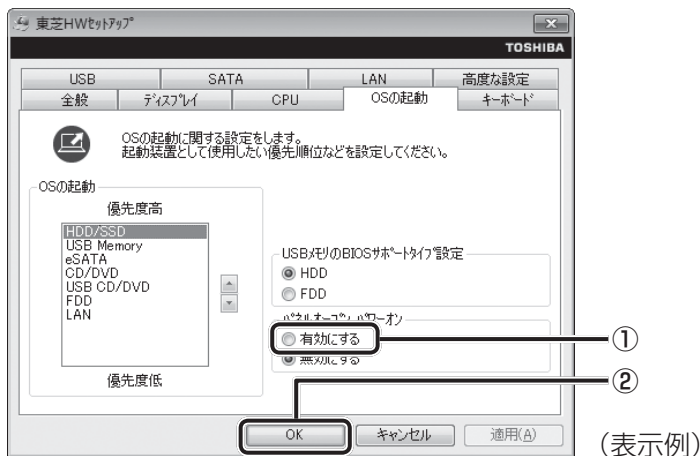 東芝HWセットアップ
TOSHIBA
USB
SATA
LAN
高度な設定
全般
ディスプレイ
CPU
OSの起動
キーボード
OSの起動に関する設定をします。
起動装置として使用したい優先順位などを設定してください。
OSの起動
優先度高
HDD/SSD
USB Memory
eSATA
CD/DVD
USB CD/DVD
FDD
LAN
優先度低
USBメモリのBIOSサポートタイプ設定
HDD
FDD
パネルオープンパワーオン
有効にする
無効にする
①
②
OK
キャンセル
適用(A)
(表示例)